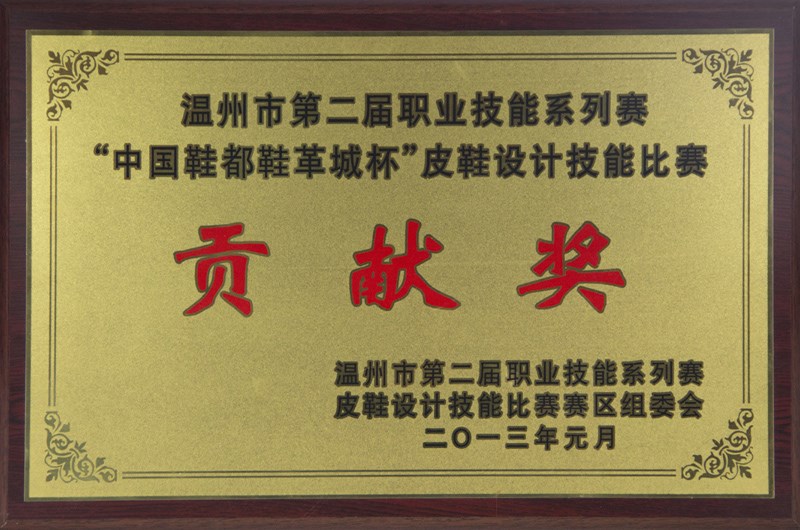 温州市第二届职业技能系列赛
“中国鞋都鞋革城杯”皮鞋设计技能比赛
贡献奖
温州市第二届职业技能系列赛
皮鞋设计技能比赛赛区组委会
二〇一三年元月